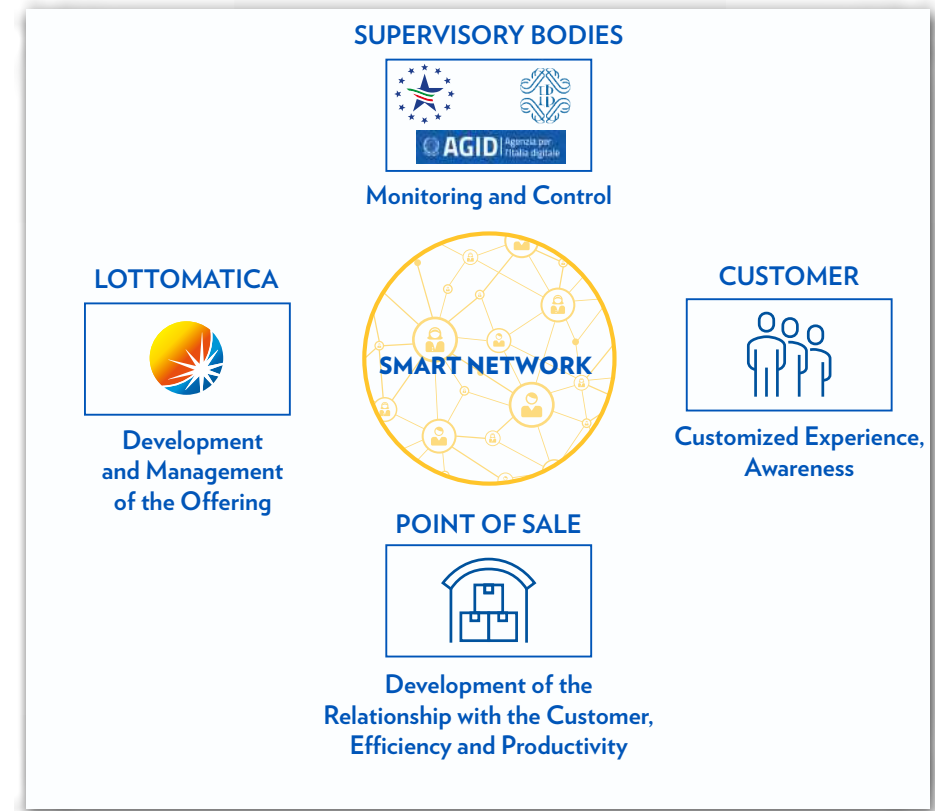 SUPERVISORY BODIES
AGID Agenzia per
l'Italia digitale
Monitoring and Control
LOTTOMATICA
Development
and Management
of the Offering
SMART NETWORK
CUSTOMER
Customized Experience,
Awareness
POINT OF SALE
Development of the
Relationship with the Customer,
Efficiency and Productivity